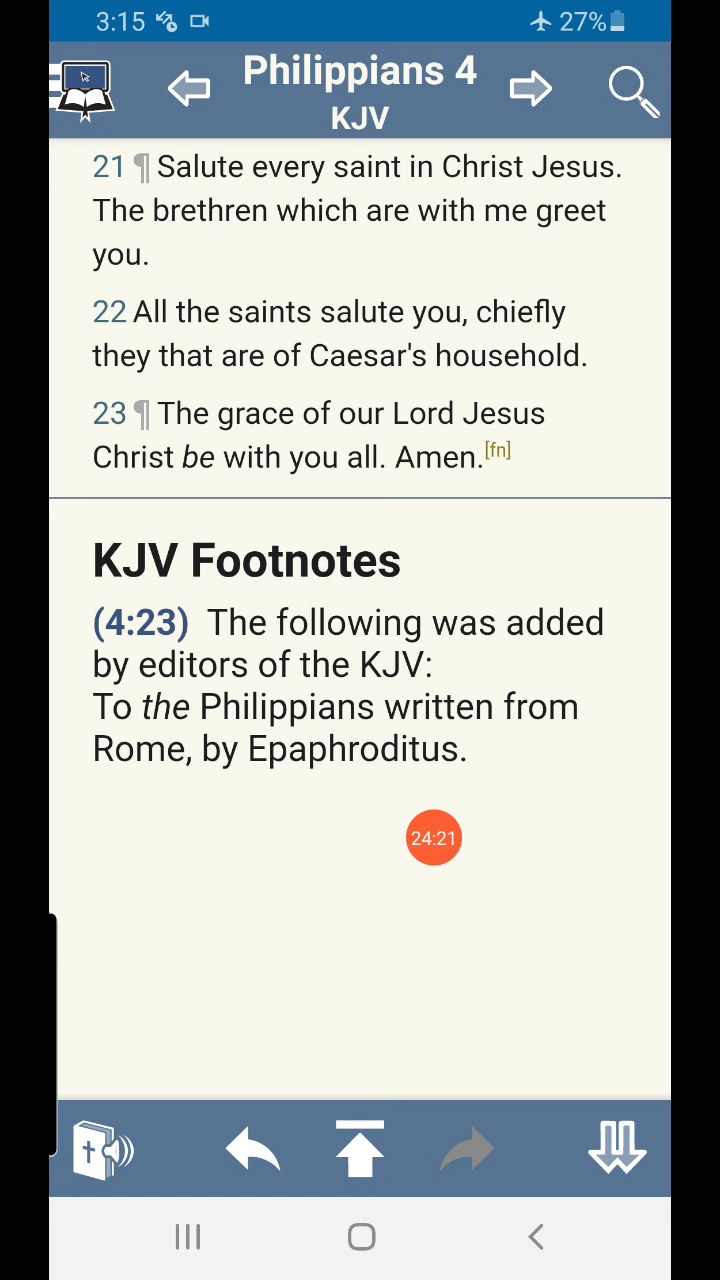 3:15 27%
Philippians 4
KJV
21 ¶ Salute every saint in Christ Jesus.
The brethren which are with me greet
you.
22 All the saints salute you, chiefly
they that are of Caesar's household.
23 ¶ The grace of our Lord Jesus
Christ be with you all. Amen.[fn]
KJV Footnotes
(4:23) The following was added
by editors of the KJV:
To the Philippians written from
Rome, by Epaphroditus.
24:21